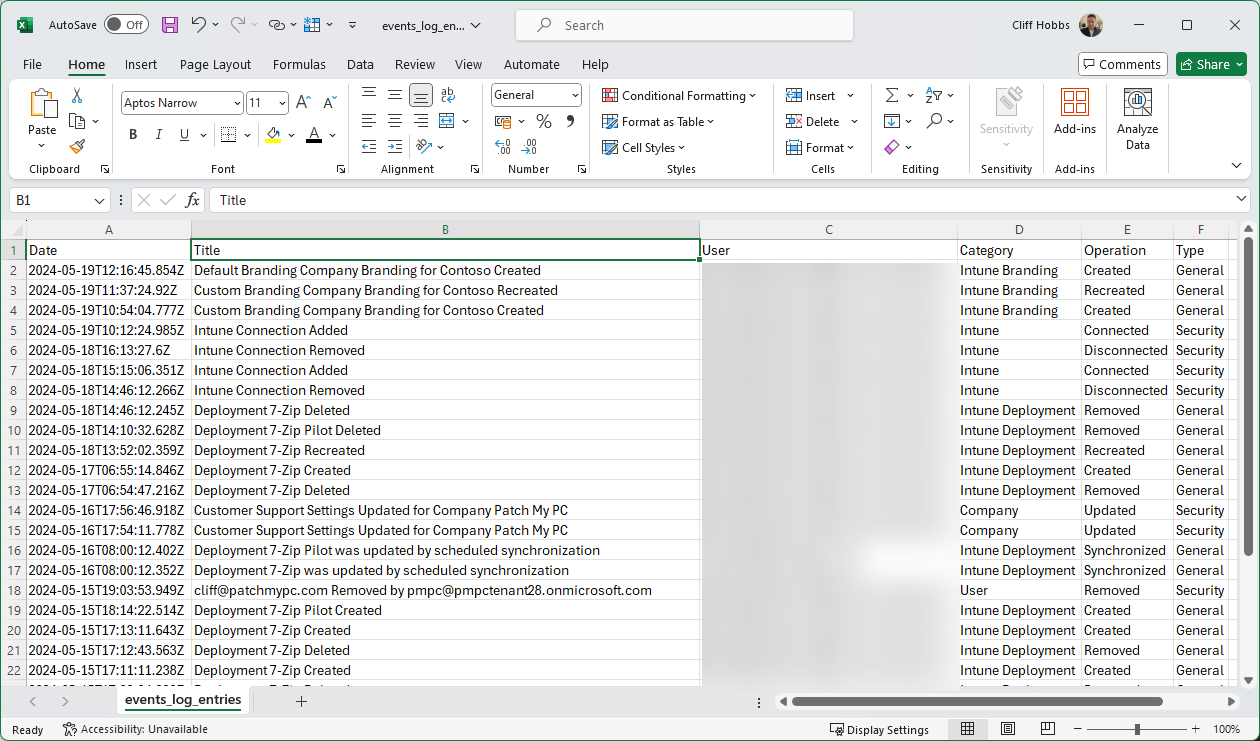 AutoSave Off events_log_en... Search Cliff Hobbs
File Home Insert Page Layout Formulas Data Review View Automate Help Comments Share
Paste Aptos Narrow 11 General Conditional Formatting Format as Table Cell Styles Insert Delete Format Sensitivity Add-ins Analyze Data
Clipboard Font Alignment Number Styles Cells Editing Sensitivity Add-ins
B1 fx Title
A B C D E F
1 Date Title User Category Operation Type
2 2024-05-19T12:16:45.854Z Default Branding Company Branding for Contoso Created Intune Branding Created General
3 2024-05-19T11:37:24.92Z Custom Branding Company Branding for Contoso Recreated Intune Branding Recreated General
4 2024-05-19T10:54:04.777Z Custom Branding Company Branding for Contoso Created Intune Branding Created General
5 2024-05-19T10:12:24.985Z Intune Connection Added Intune Connected Security
6 2024-05-18T16:13:27.6Z Intune Connection Removed Intune Disconnected Security
7 2024-05-18T15:15:06.351Z Intune Connection Added Intune Connected Security
8 2024-05-18T14:46:12.266Z Intune Connection Removed Intune Disconnected Security
9 2024-05-18T14:46:12.245Z Deployment 7-Zip Deleted Intune Deployment Removed General
10 2024-05-18T14:10:32.628Z Deployment 7-Zip Pilot Deleted Intune Deployment Removed General
11 2024-05-18T13:52:02.359Z Deployment 7-Zip Recreated Intune Deployment Recreated General
12 2024-05-17T06:55:14.846Z Deployment 7-Zip Created Intune Deployment Created General
13 2024-05-17T06:54:47.216Z Deployment 7-Zip Deleted Intune Deployment Removed General
14 2024-05-16T17:56:46.918Z Customer Support Settings Updated for Company Patch My PC Company Updated Security
15 2024-05-16T17:54:11.778Z Customer Support Settings Updated for Company Patch My PC Company Updated Security
16 2024-05-16T08:00:12.402Z Deployment 7-Zip Pilot was updated by scheduled synchronization Intune Deployment Synchronized General
17 2024-05-16T08:00:12.352Z Deployment 7-Zip was updated by scheduled synchronization Intune Deployment Synchronized General
18 2024-05-15T19:03:53.949Z cliff@patchmypc.com Removed by pmpc@pmpctenant28.onmicrosoft.com User Removed Security
19 2024-05-15T18:14:22.514Z Deployment 7-Zip Pilot Created Intune Deployment Created General
20 2024-05-15T17:13:11.643Z Deployment 7-Zip Created Intune Deployment Created General
21 2024-05-15T17:12:43.563Z Deployment 7-Zip Deleted Intune Deployment Removed General
22 2024-05-15T17:11:11.238Z Deployment 7-Zip Created Intune Deployment Created General
events_log_entries
Ready Accessibility: Unavailable Display Settings 100%